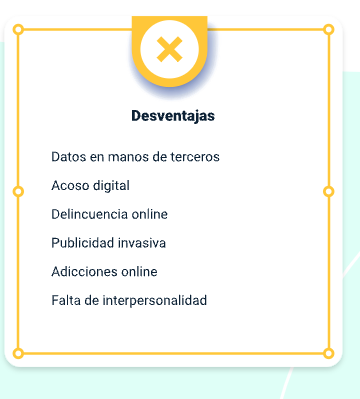 Desventajas
Datos en manos de terceros
Acoso digital
Delincuencia online
Publicidad invasiva
Adicciones online
Falta de interpersonalidad